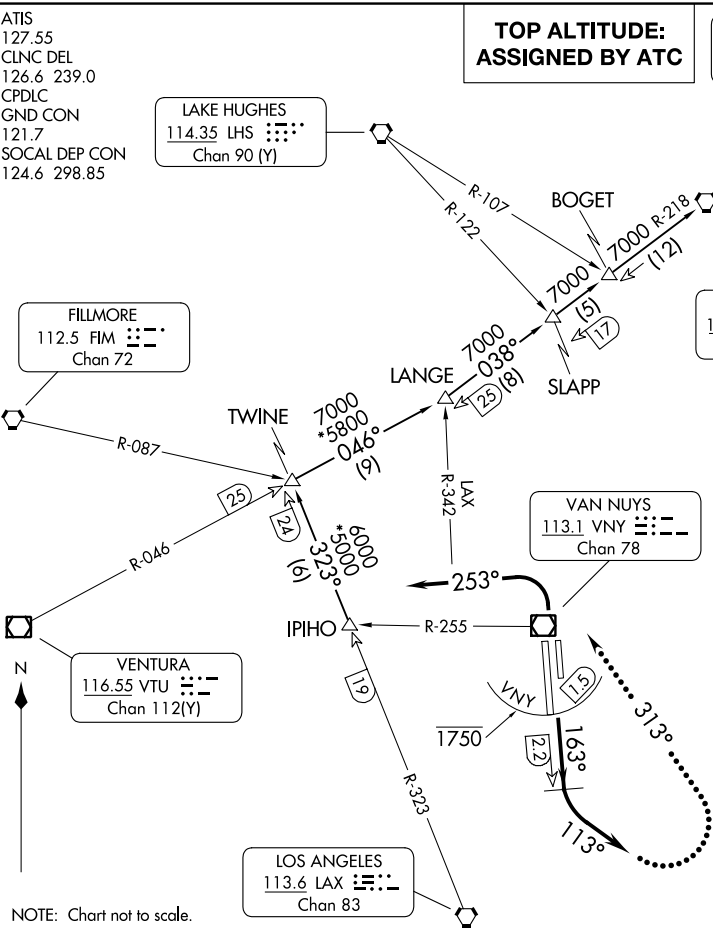 ATIS
127.55
CLNC DEL
126.6 239.0
CPDLC
GND CON
121.7
SOCAL DEP CON
124.6 298.85
TOP ALTITUDE:
ASSIGNED BY ATC
LAKE HUGHES
114.35 LHS
Chan 90 (Y)
R-107
R-122
BOGET
7000 R-218
(12)
7000
(5)
17
SLAPP
1
FILLMORE
112.5 FIM
Chan 72
R-087
TWINE
7000
*5800
046°
(9)
LANGE
7000
038°
(8)
25
LAX
R-342
25
R-046
24
6000
*5000
323°
(6)
VAN NUYS
113.1 VNY
Chan 78
253°
IPIHO
R-255
19
R-323
VENTURA
116.55 VTU
Chan 112(Y)
N
VNY
1.5
1750
2.2
163°
313°
113°
LOS ANGELES
113.6 LAX
Chan 83
NOTE: Chart not to scale.